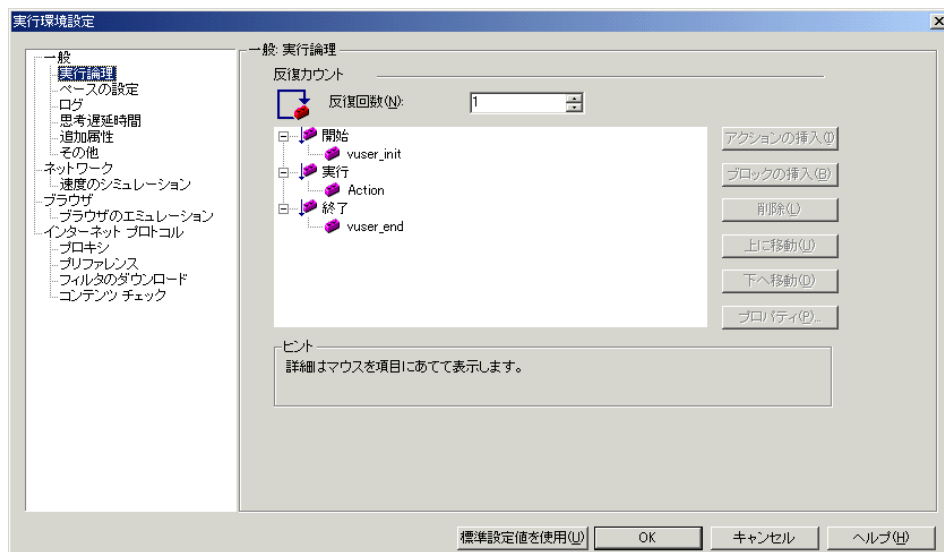 実行環境設定
一般
実行論理
ペースの設定
ログ
思考遅延時間
追加属性
その他
ネットワーク
速度のシミュレーション
ブラウザ
ブラウザのエミュレーション
インターネット プロトコル
プロキシ
プリファレンス
フィルタのダウンロード
コンテンツ チェック
一般: 実行論理
反復カウント
反復回数(N):
1
開始
vuser_init
実行
Action
終了
vuser_end
アクションの挿入(I)
ブロックの挿入(B)
削除(L)
上に移動(U)
下へ移動(D)
プロパティ(P)...
ヒント
詳細はマウスを項目にあてて表示します。
標準設定値を使用(U)
OK
キャンセル
ヘルプ(H)